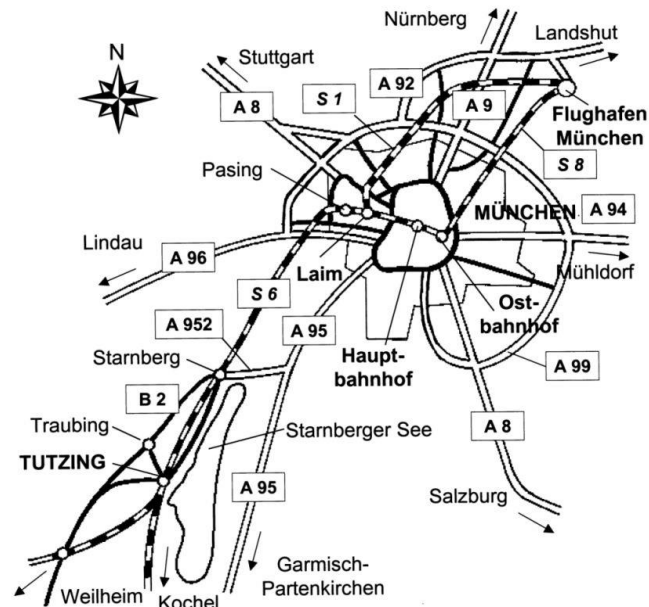 Nürnberg
Landshut
N
Stuttgart
A 92
S 1
A 9
A 8
Flughafen
München
S 8
Pasing
MÜNCHEN
A 94
Lindau
A 96
Laim
Mühldorf
S 6
Ost-
bahnhof
A 952
A 95
Haupt-
bahnhof
Starnberg
A 99
B 2
Traubing
Starnberger See
A 8
TUTZING
A 95
Salzburg
Garmisch-
Partenkirchen
Weilheim
Kochel